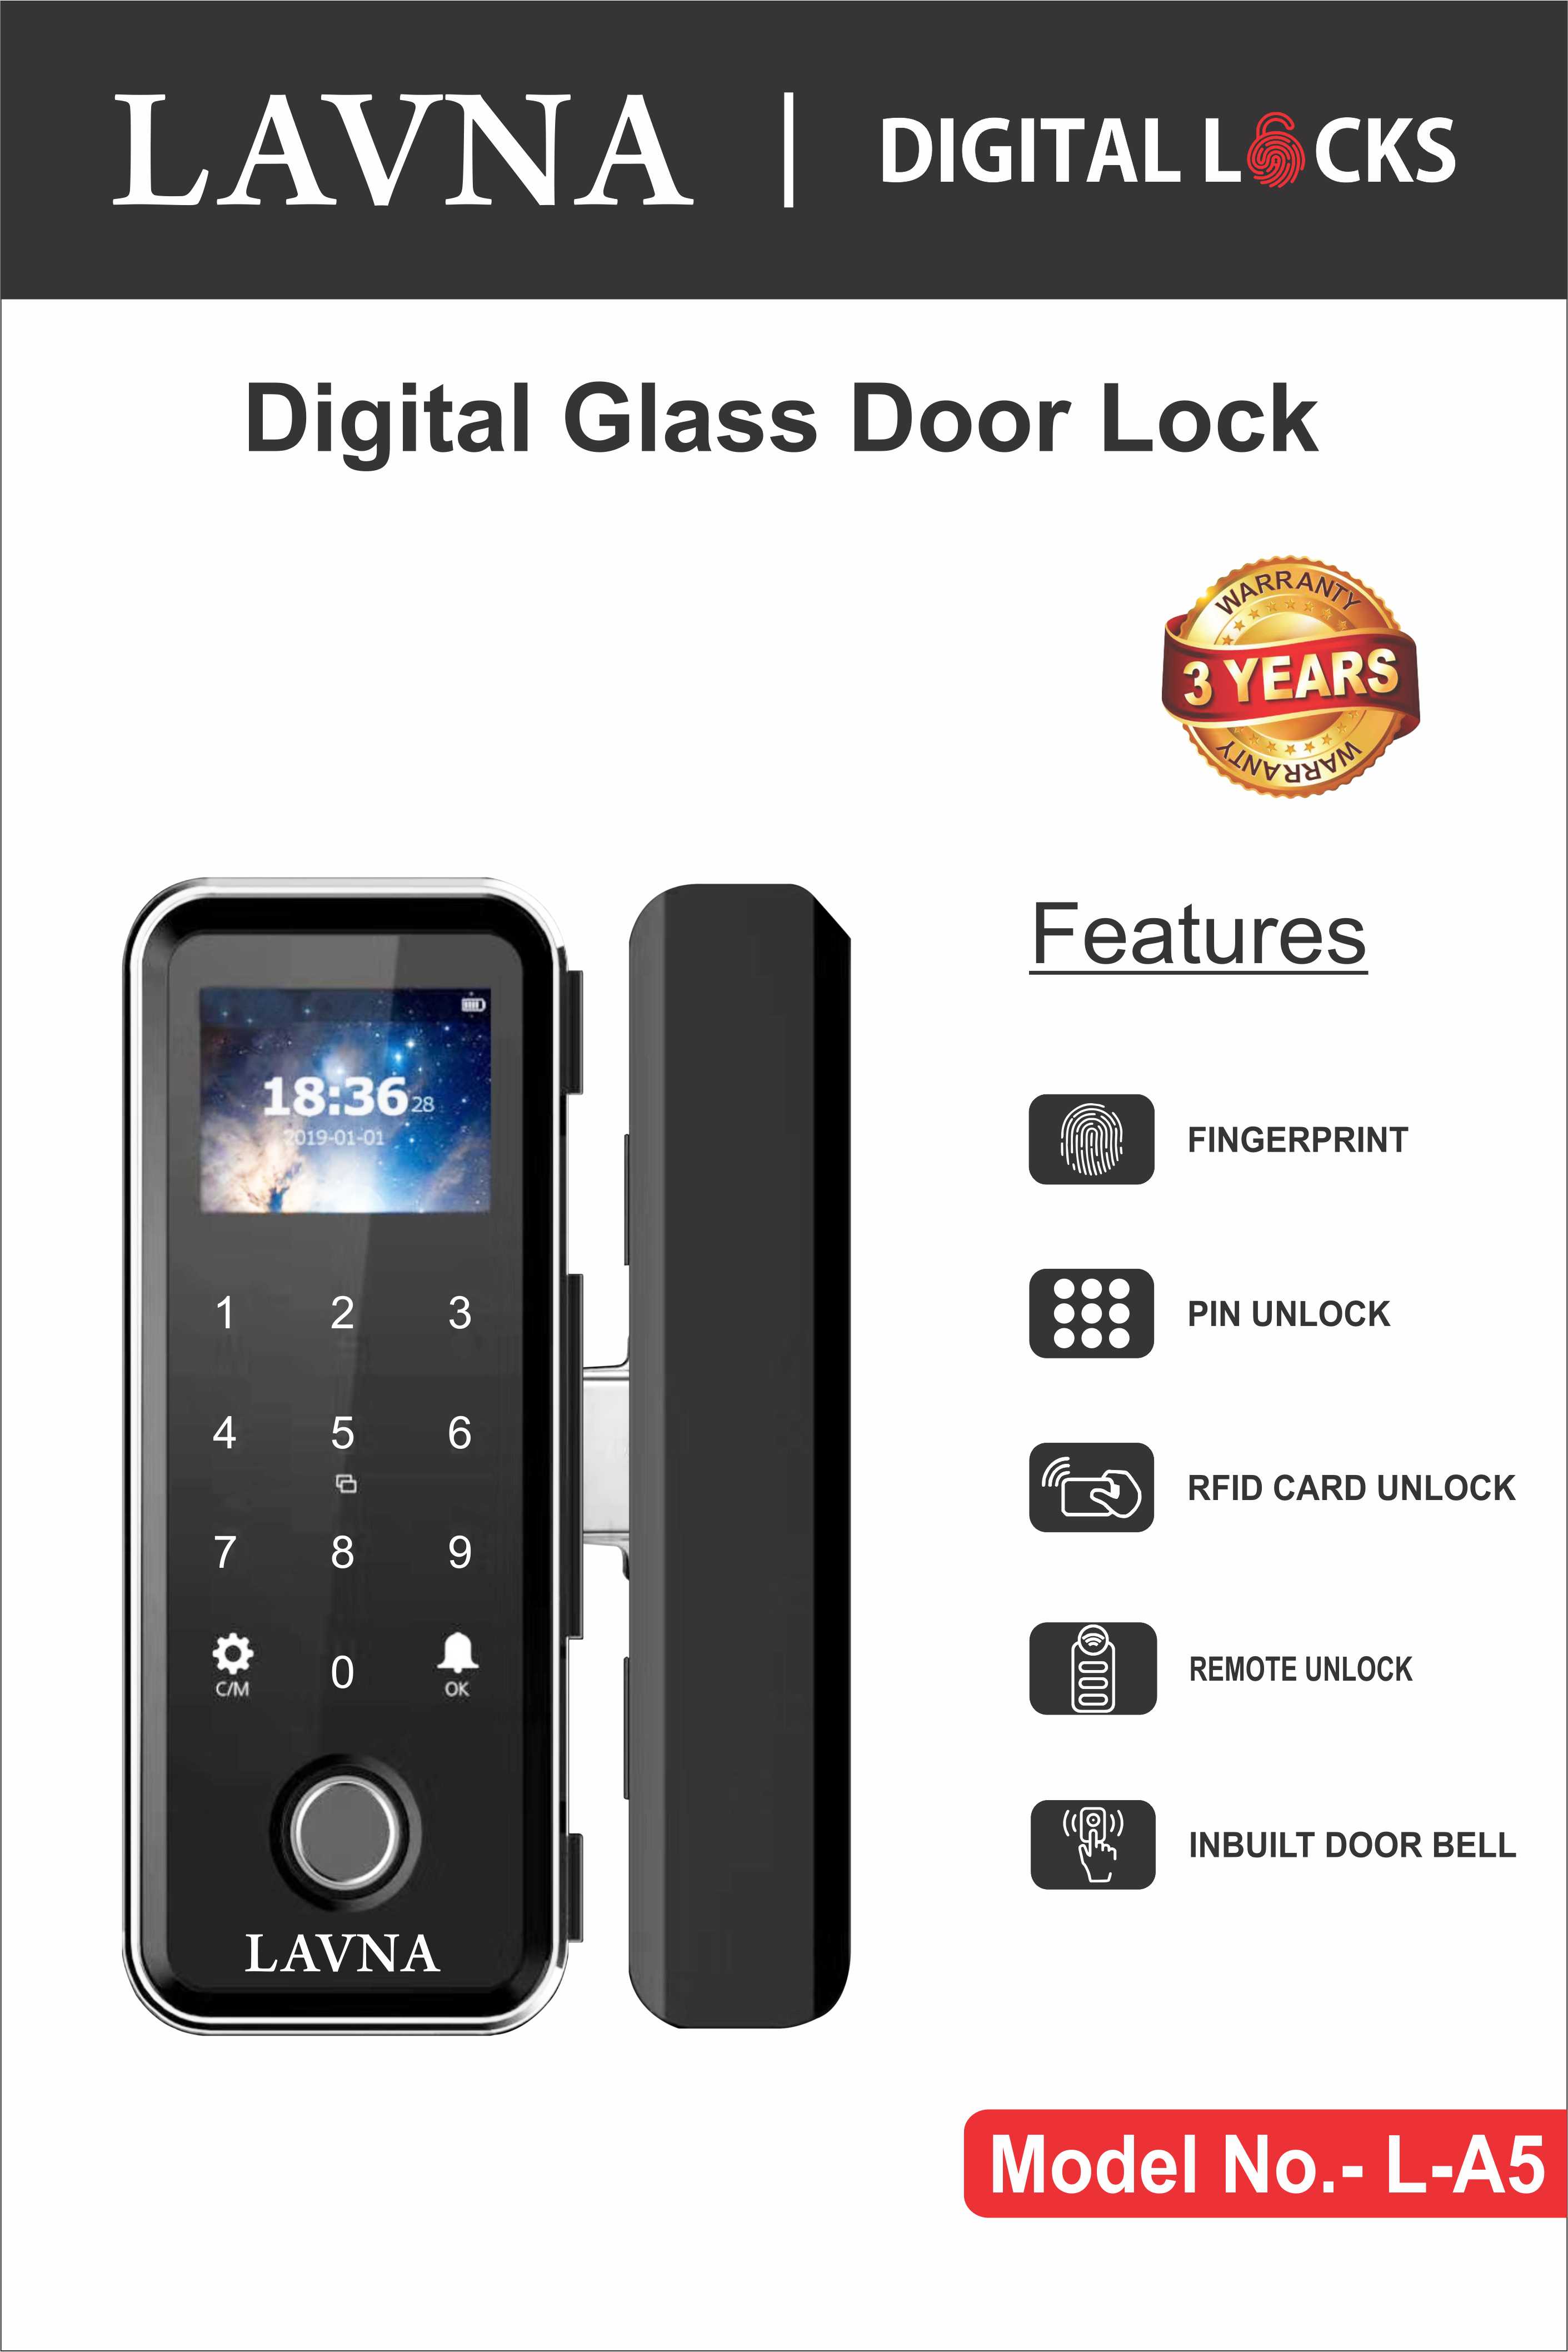 LAVNA | DIGITAL LOCKS
Digital Glass Door Lock
WARRANTY
3 YEARS
WARRANTY
Features
18:36 28
2019-01-01
FINGERPRINT
1 2 3
PIN UNLOCK
4 5 6
RFID CARD UNLOCK
7 8 9
0
C/M OK
REMOTE UNLOCK
INBUILT DOOR BELL
LAVNA
Model No.- L-A5